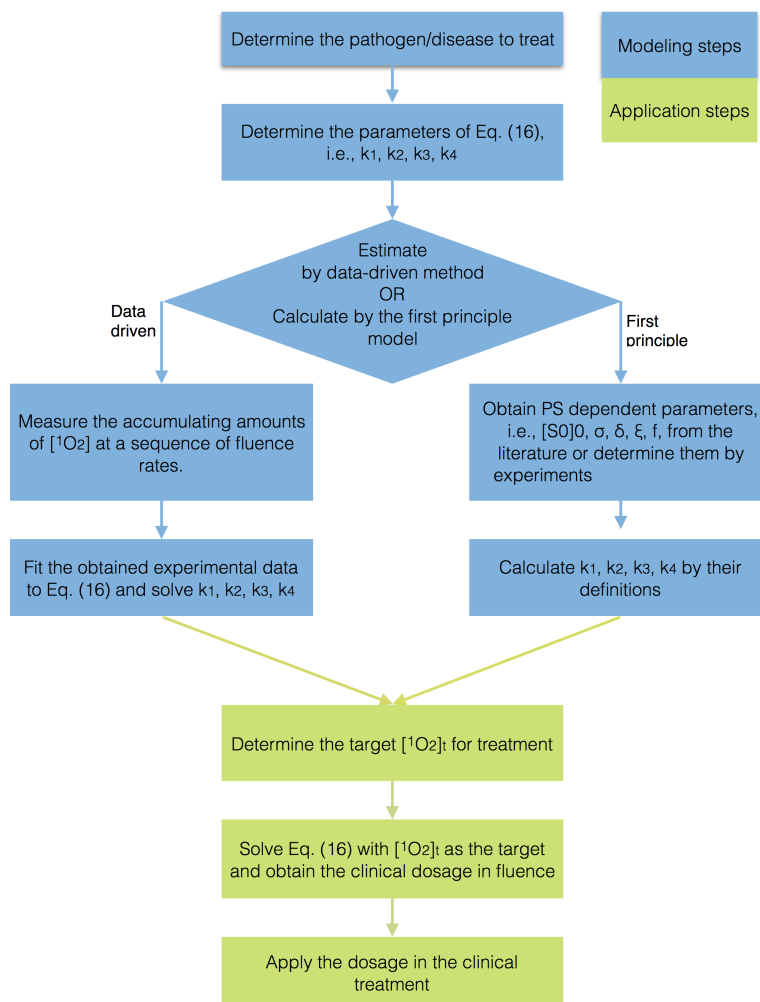 Determine the pathogen/disease to treat
Modeling steps
Application steps
Determine the parameters of Eq. (16),
i.e., k1, k2, k3, k4
Estimate
by data-driven method
OR
Calculate by the first principle
model
Data
driven
First
principle
Measure the accumulating amounts
of [¹O2] at a sequence of fluence
rates.
Obtain PS dependent parameters,
i.e., [S0]0, σ, δ, ξ, f, from the
literature or determine them by
experiments
Fit the obtained experimental data
to Eq. (16) and solve k1, k2, k3, k4
Calculate k1, k2, k3, k4 by their
definitions
Determine the target [¹O2]t for treatment
Solve Eq. (16) with [¹O2]t as the target
and obtain the clinical dosage in fluence
Apply the dosage in the clinical
treatment